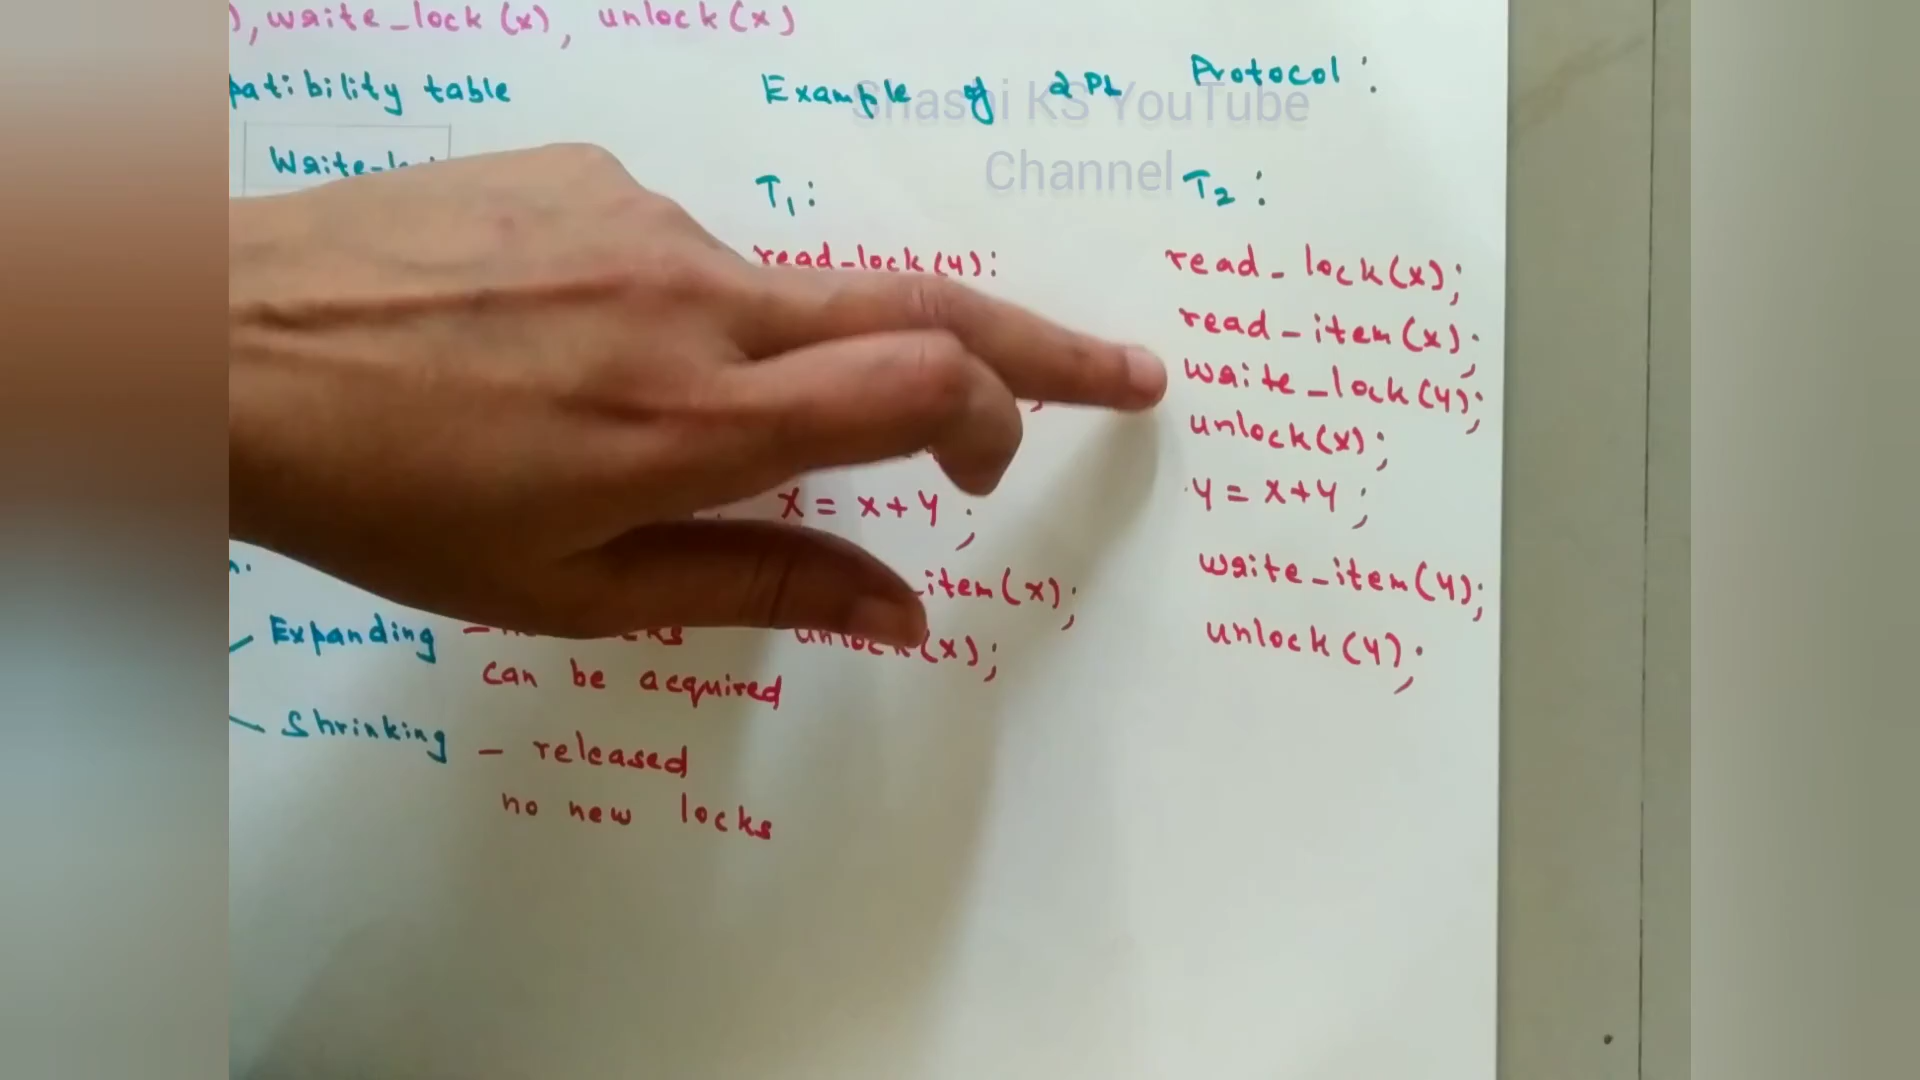 ), write_lock (x), unlock (x)
patibility table
Example of 2PL Protocol :
Shashi KS YouTube
Channel
T1 :
T2 :
read_lock (y) :
read_lock(x) ;
read_item (x) ;
write_lock (y) ;
unlock(x) ;
x = x + y ;
y = x + y ;
item (x) ;
write_item (y) ;
unlock (x) ;
unlock (y) ;
n.
Expanding -
can be acquired
Shrinking - released
no new locks